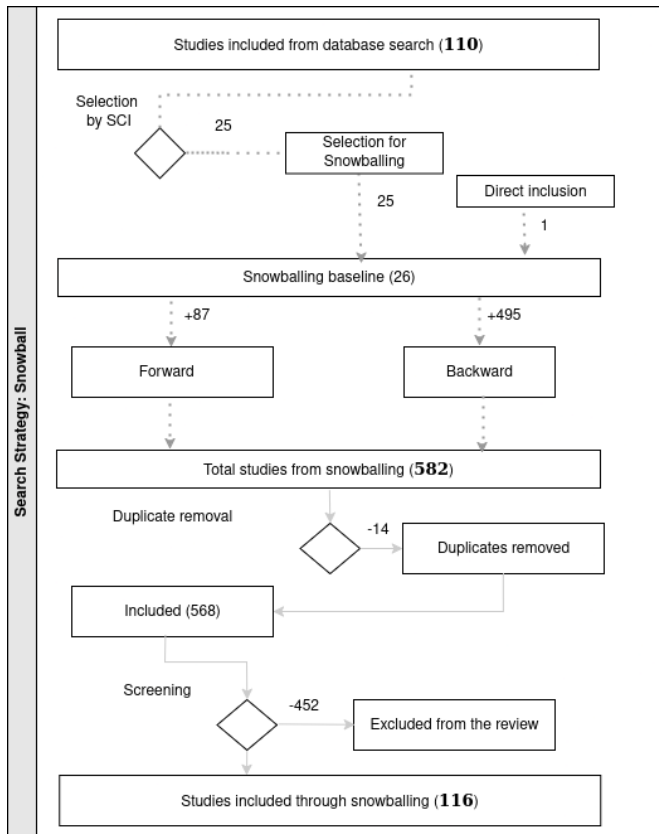 Search Strategy: Snowball
Studies included from database search (110)
Selection
by SCI
25
Selection for
Snowballing
25
Direct inclusion
1
Snowballing baseline (26)
+87
+495
Forward
Backward
Total studies from snowballing (582)
Duplicate removal
-14
Duplicates removed
Included (568)
Screening
-452
Excluded from the review
Studies included through snowballing (116)